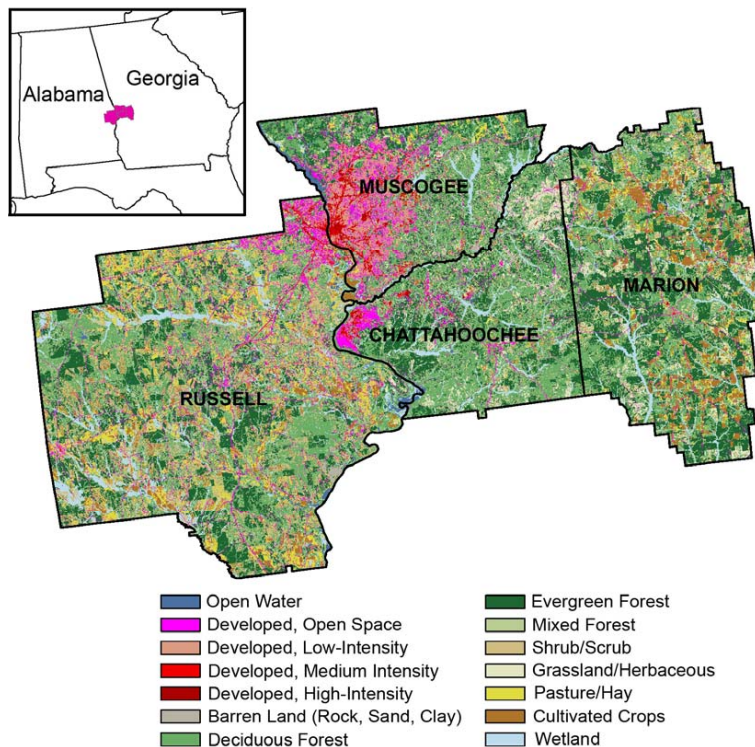 Alabama
Georgia
MUSCOGEE
MARION
CHATTAHOOCHEE
RUSSELL
Open Water
Developed, Open Space
Developed, Low-Intensity
Developed, Medium Intensity
Developed, High-Intensity
Barren Land (Rock, Sand, Clay)
Deciduous Forest
Evergreen Forest
Mixed Forest
Shrub/Scrub
Grassland/Herbaceous
Pasture/Hay
Cultivated Crops
Wetland